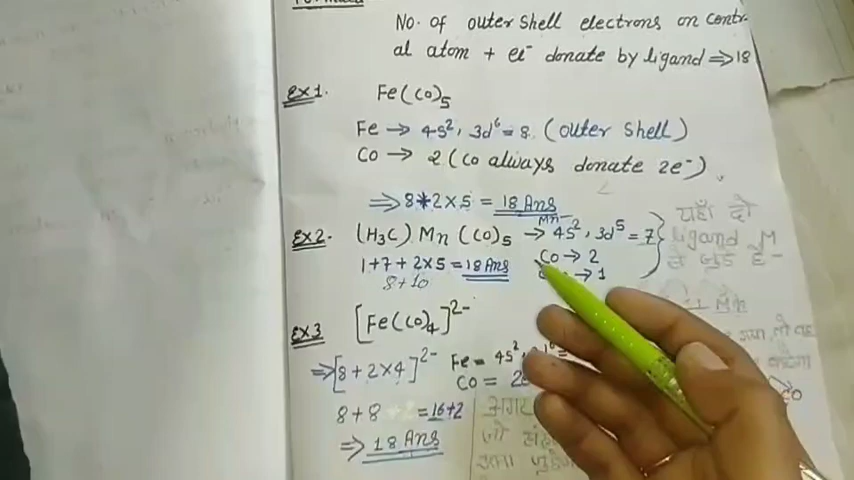 No. of outer shell electrons on centr-
al atom + e⁻ donate by ligand ⇒ 18
Ex1. Fe(CO)₅
Fe → 4s², 3d⁶ = 8. (outer shell)
CO → 2 (CO always donate 2e⁻).
⇒ 8*2×5 = 18 Ans
Ex2. (H₃C) Mn (CO)₅ Mn- → 4s², 3d⁵ = 7
1+7+2×5 = 18 Ans CO → 2
8+10 → 1
यहाँ दो
Ligand M
से जुड़े है -
Ex3 [Fe(CO)₄]²⁻
⇒ [8+2×4]²⁻ Fe = 4s², 3d⁶
CO = 2
8+8 +2 = 16+2
⇒ 18 Ans
अगर
जो